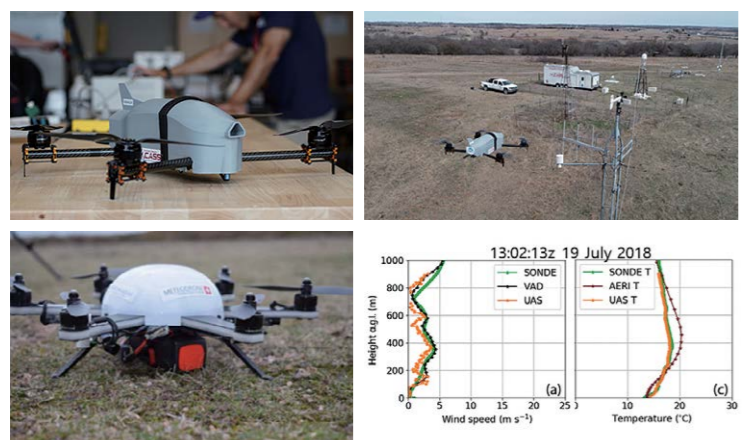 CASS
METEODRONE
13:02:13z 19 July 2018
1000
800
600
400
200
0
Height a.g.l. (m)
SONDE
VAD
UAS
(a)
0 5 10 15 20 25
Wind speed (m s⁻¹)
SONDE T
AERI T
UAS T
(c)
10 20 30
Temperature (°C)